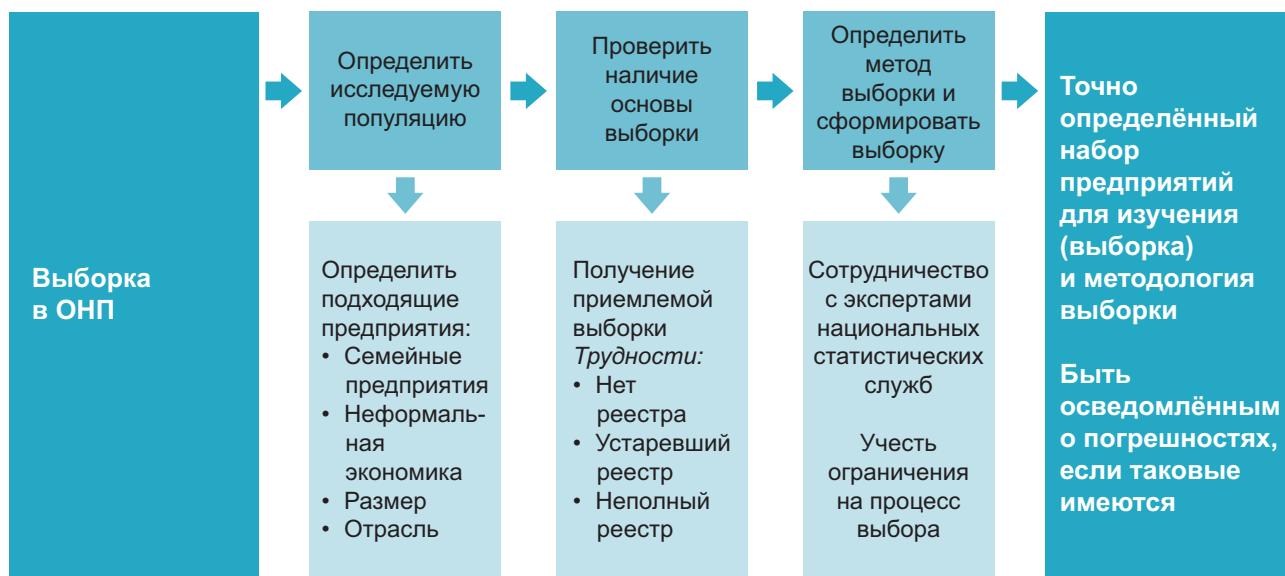 Выборка
в ОНП
Определить
исследуемую
популяцию
Определить
подходящие
предприятия:
• Семейные
предприятия
• Неформаль-
ная
экономика
• Размер
• Отрасль
Проверить
наличие
основы
выборки
Получение
приемлемой
выборки
Трудности:
• Нет
реестра
• Устаревший
реестр
• Неполный
реестр
Определить
метод
выборки и
сформировать
выборку
Сотрудничество
с экспертами
национальных
статистических
служб
Учесть
ограничения
на процесс
выбора
Точно
определённый
набор
предприятий
для изучения
(выборка)
и методология
выборки
Быть
осведомлённым
о погрешностях,
если таковые
имеются